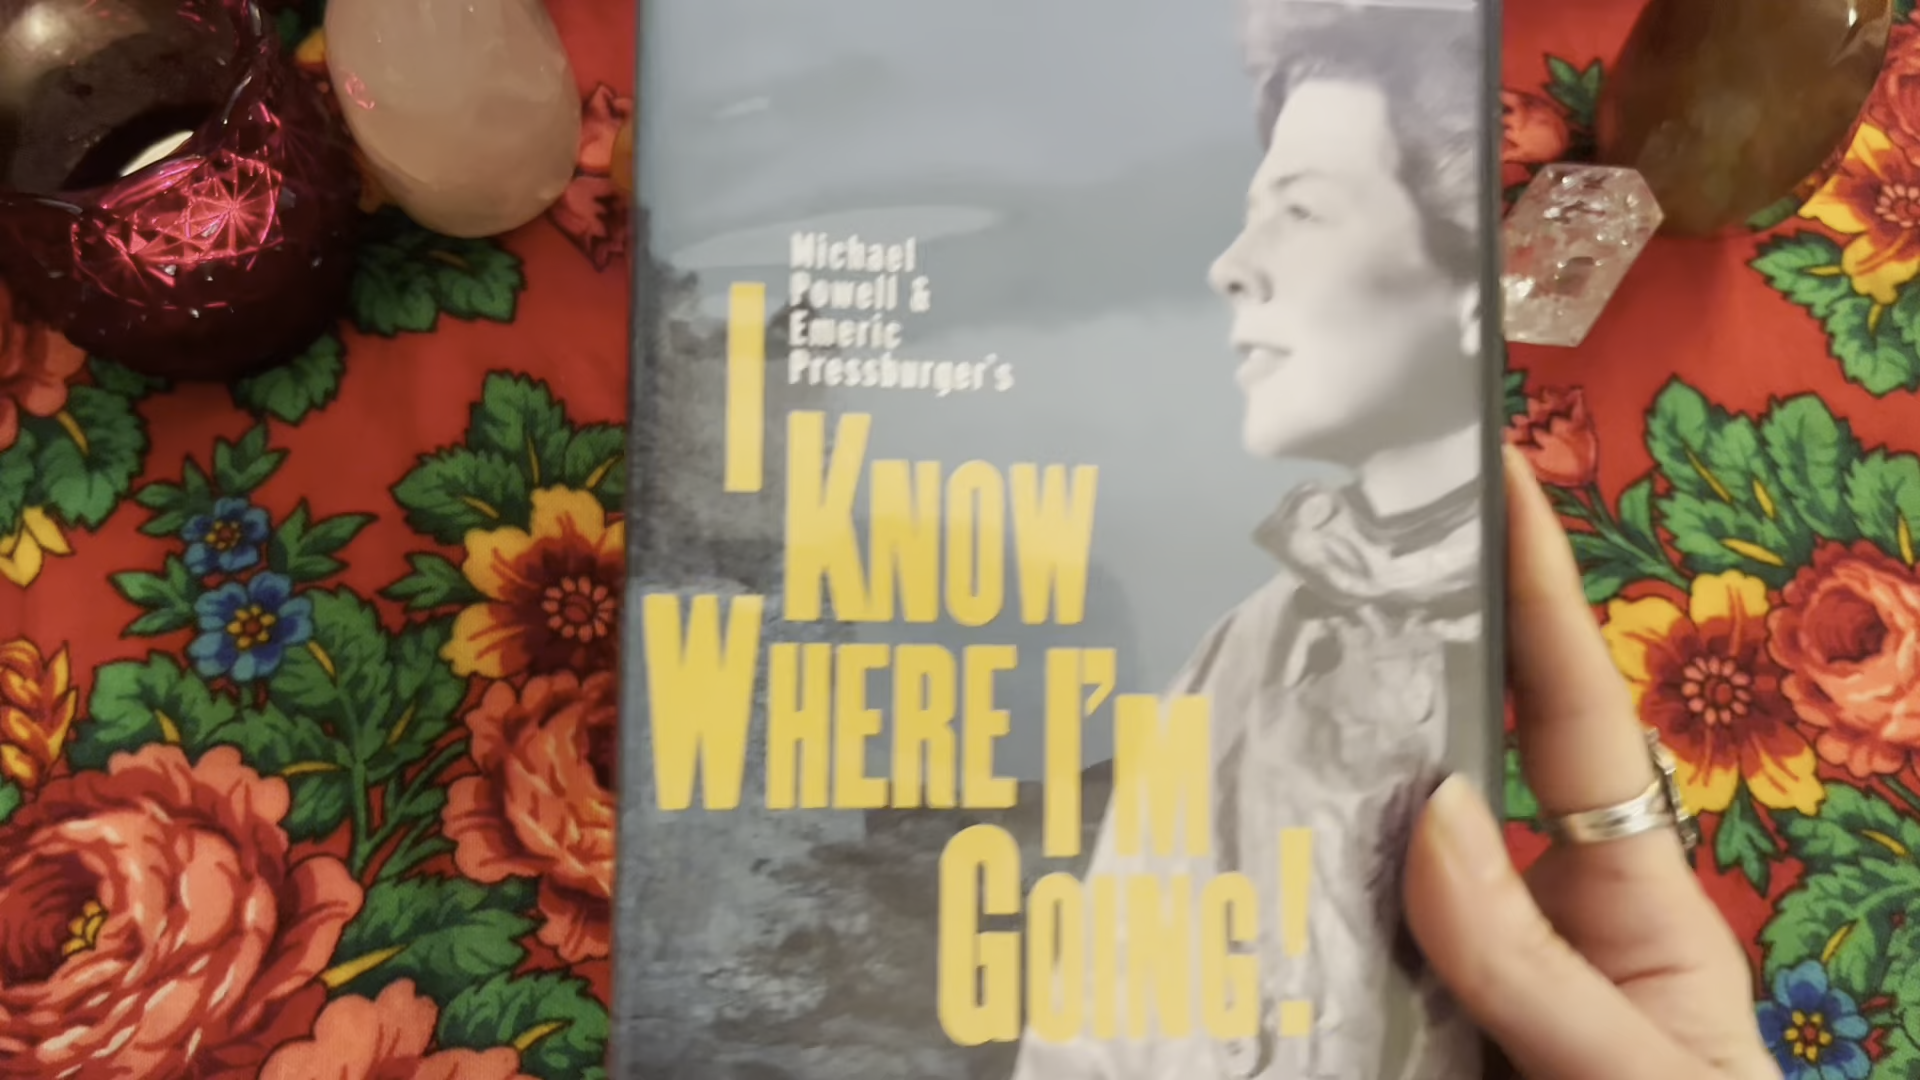 Michael
Powell &
Emeric
Pressburger's
I
KNOW
WHERE I'M
GOING!